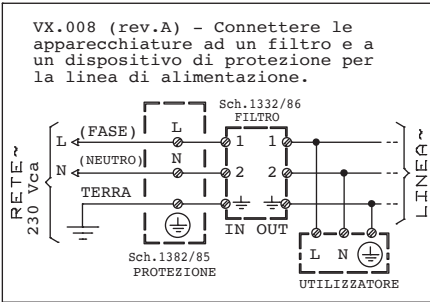 VX.008 (rev.A) - Connettere le
apparecchiature ad un filtro e a
un dispositivo di protezione per
la linea di alimentazione.
Sch.1332/86
FILTRO
RETE~
230 Vca
L (FASE)
L
1 1
N (NEUTRO)
N
2 2
TERRA
IN OUT
LINEA~
Sch.1382/85
PROTEZIONE
L N
UTILIZZATORE